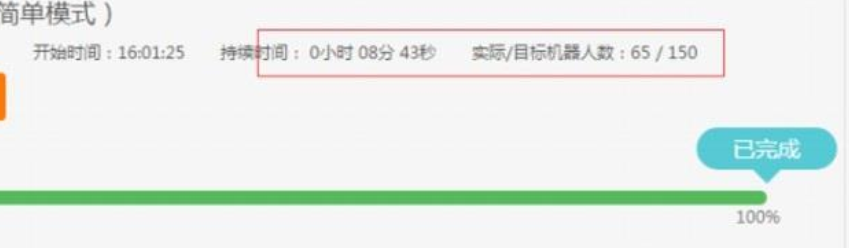 简单模式）
开始时间：16:01:25 持续时间：0小时 08分 43秒 实际/目标机器人数：65 / 150
已完成
100%